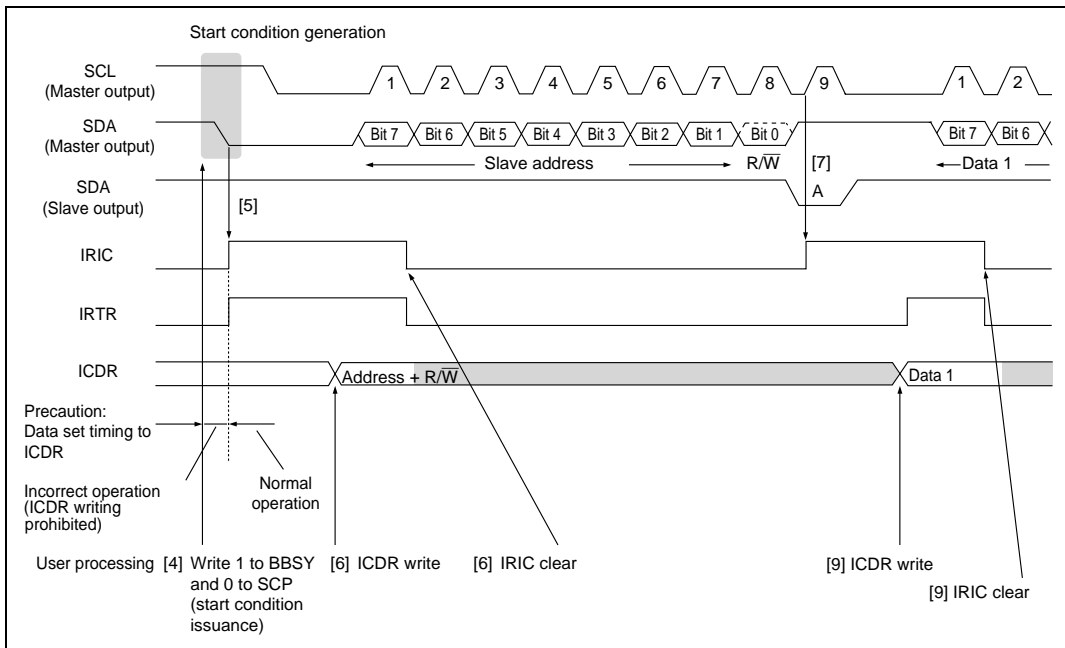 Start condition generation
SCL
(Master output)
1 2 3 4 5 6 7 8 9 1 2
SDA
(Master output)
Bit 7 Bit 6 Bit 5 Bit 4 Bit 3 Bit 2 Bit 1 Bit 0 Bit 7 Bit 6
Slave address R/W [7] Data 1
SDA
(Slave output)
[5]
A
IRIC
IRTR
ICDR
Address + R/W
Data 1
Precaution:
Data set timing to
ICDR
Incorrect operation
(ICDR writing
prohibited)
Normal
operation
User processing [4] Write 1 to BBSY
and 0 to SCP
(start condition
issuance)
[6] ICDR write
[6] IRIC clear
[9] ICDR write
[9] IRIC clear